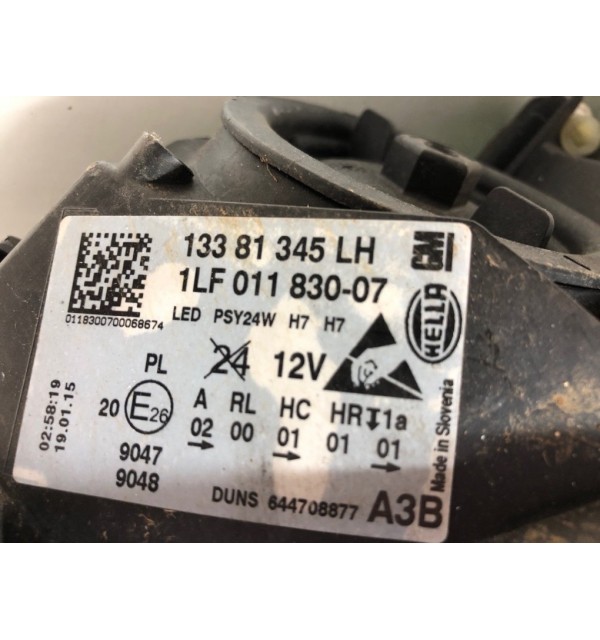 133 81 345 LH
GM
1LF 011 830-07
HELLA
0118300700068674
LED PSY24W H7 H7
PL 24 12V
02:58:19
19.01.15
20 E26
A RL HC HR 1a
02 00 01 01 01
9047
9048
DUNS 644708877 A3B
Made in Slovenia